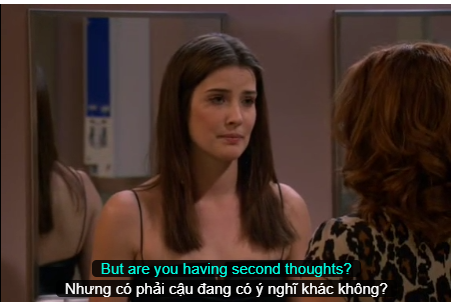 But are you having second thoughts?
Nhưng có phải cậu đang có ý nghĩ khác không?